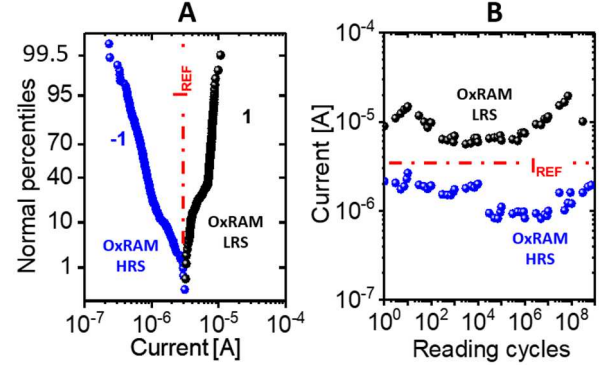 A
Normal percentiles
99.5
95
70
40
10
1
-1
I_REF
1
OxRAM
HRS
OxRAM
LRS
10^-7 10^-6 10^-5 10^-4
Current [A]
B
Current [A]
10^-4
10^-5
10^-6
10^-7
OxRAM
LRS
I_REF
OxRAM
HRS
10^0 10^2 10^4 10^6 10^8
Reading cycles